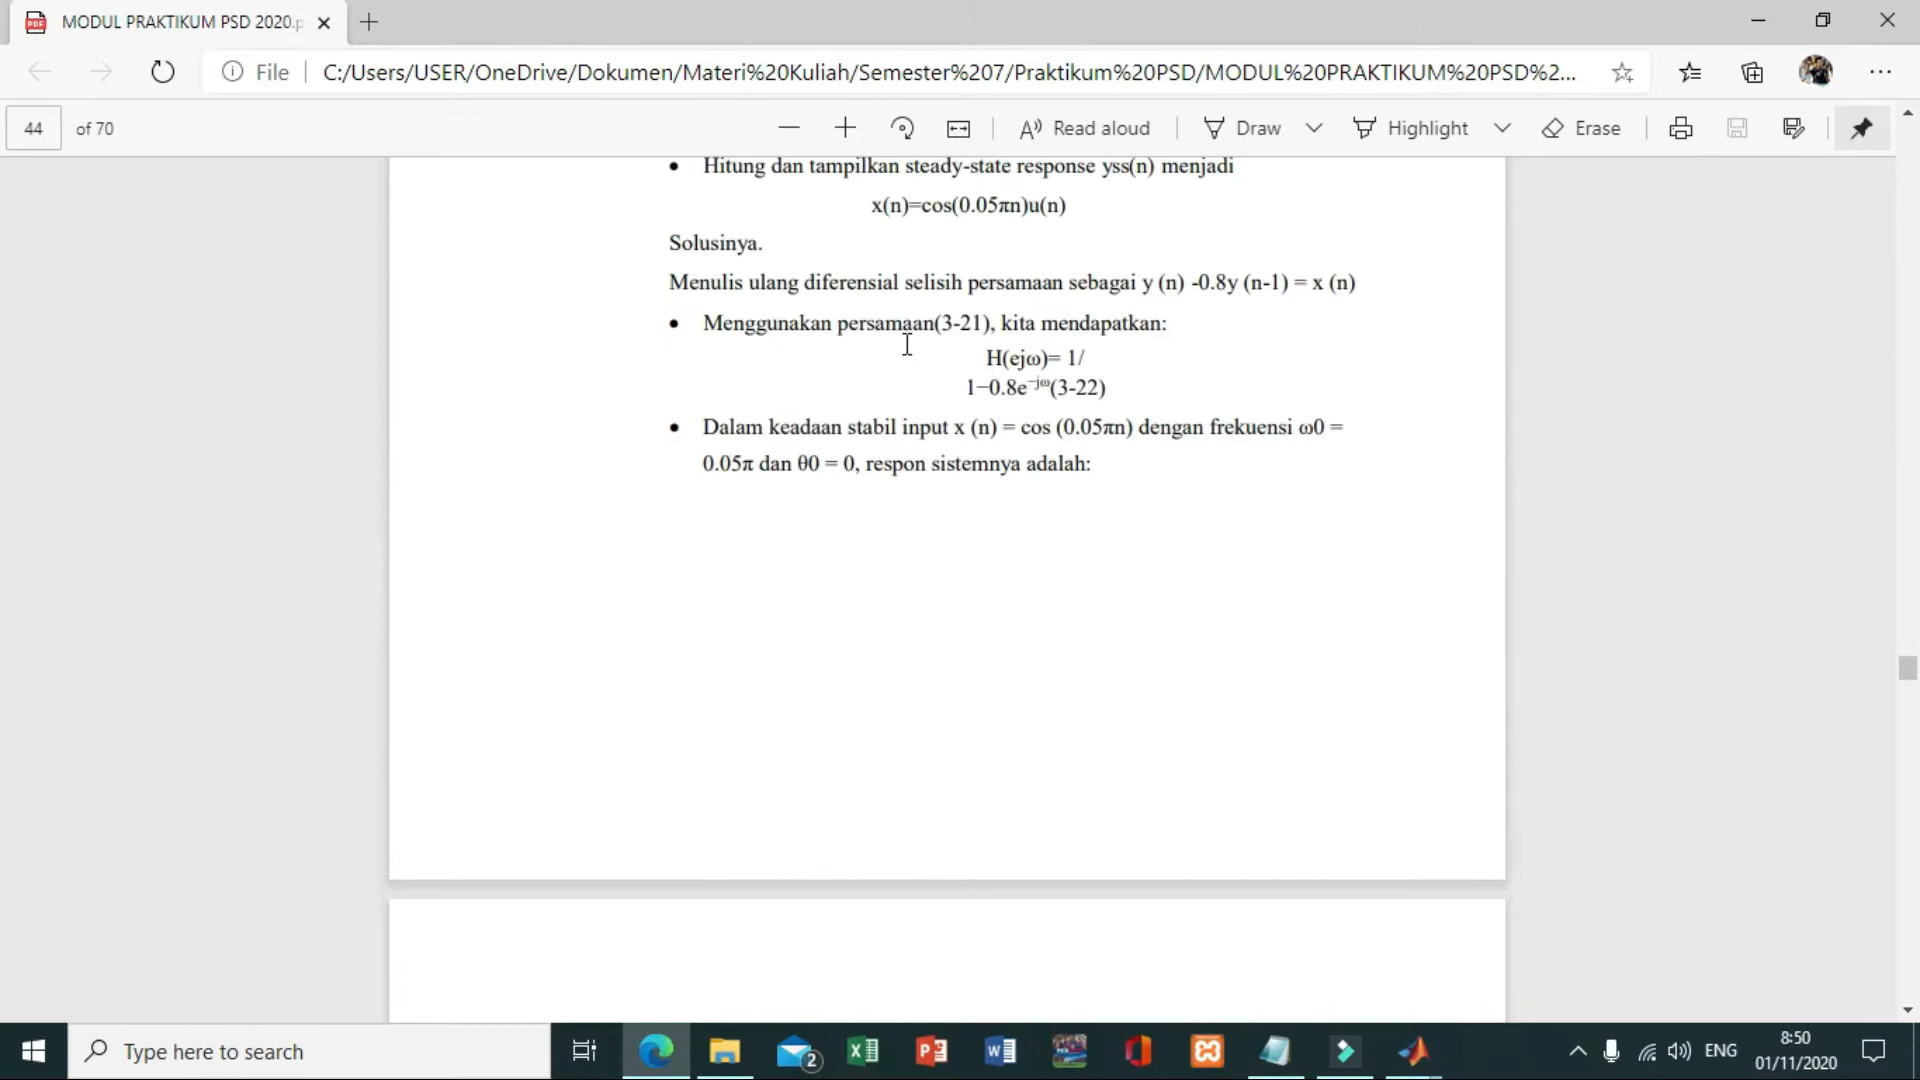 MODUL PRAKTIKUM PSD 2020.p
File
C:/Users/USER/OneDrive/Dokumen/Materi%20Kuliah/Semester%207/Praktikum%20PSD/MODUL%20PRAKTIKUM%20PSD%2...
44 of 70
Read aloud
Draw
Highlight
Erase
• Hitung dan tampilkan steady-state response yss(n) menjadi
x(n)=cos(0.05πn)u(n)
Solusinya.
Menulis ulang diferensial selisih persamaan sebagai y (n) -0.8y (n-1) = x (n)
• Menggunakan persamaan(3-21), kita mendapatkan:
H(ejω)= 1/
1−0.8e⁻ʲω(3-22)
• Dalam keadaan stabil input x (n) = cos (0.05πn) dengan frekuensi ω0 =
0.05π dan θ0 = 0, respon sistemnya adalah:
Type here to search
2
ENG
8:50
01/11/2020